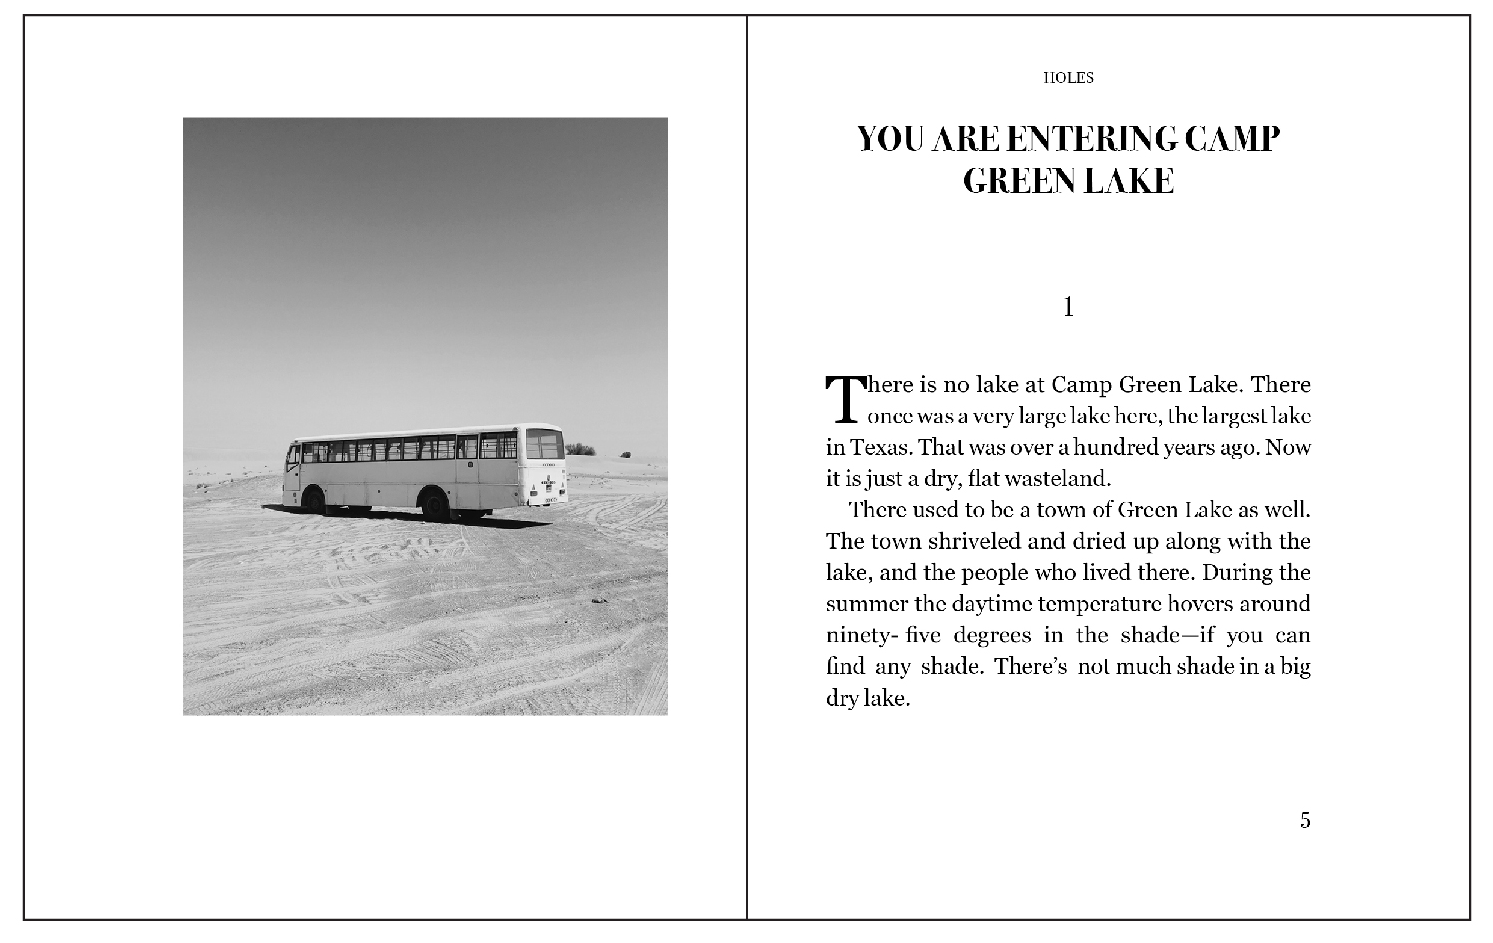 HOLES
YOU ARE ENTERING CAMP
GREEN LAKE
1
There is no lake at Camp Green Lake. There
once was a very large lake here, the largest lake
in Texas. That was over a hundred years ago. Now
it is just a dry, flat wasteland.
There used to be a town of Green Lake as well.
The town shriveled and dried up along with the
lake, and the people who lived there. During the
summer the daytime temperature hovers around
ninety- five degrees in the shade—if you can
find any shade. There’s not much shade in a big
dry lake.
5